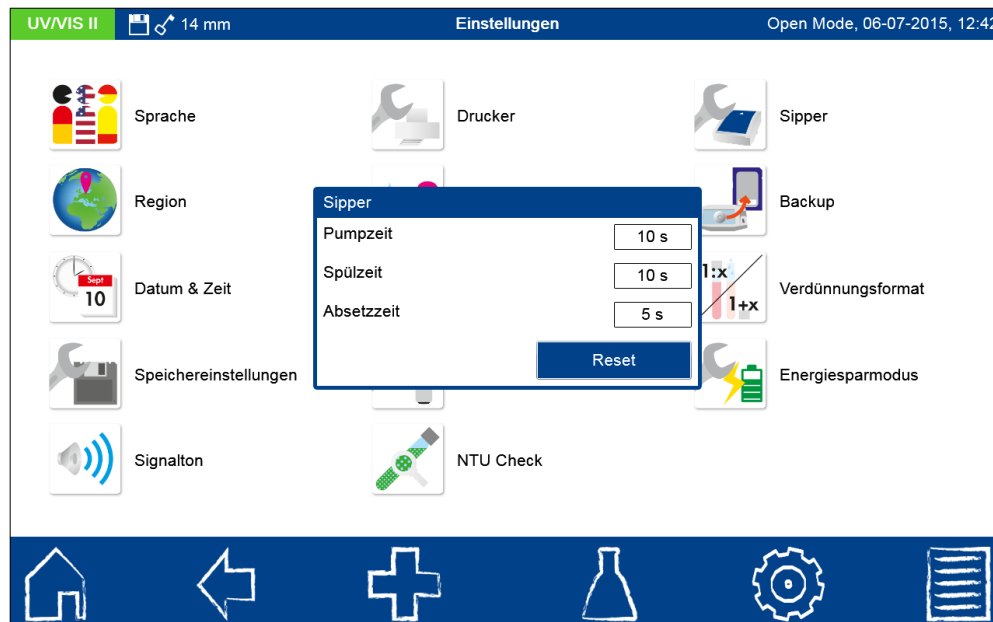 UV/VIS II 14 mm Einstellungen Open Mode, 06-07-2015, 12:42
Sprache Drucker Sipper
Region Backup
Sipper
Pumpzeit 10 s
Spülzeit 10 s
Absetzzeit 5 s
Reset
Sept
10 Datum & Zeit
1:x
1+x Verdünnungsformat
Speichereinstellungen Energiesparmodus
Signalton NTU Check